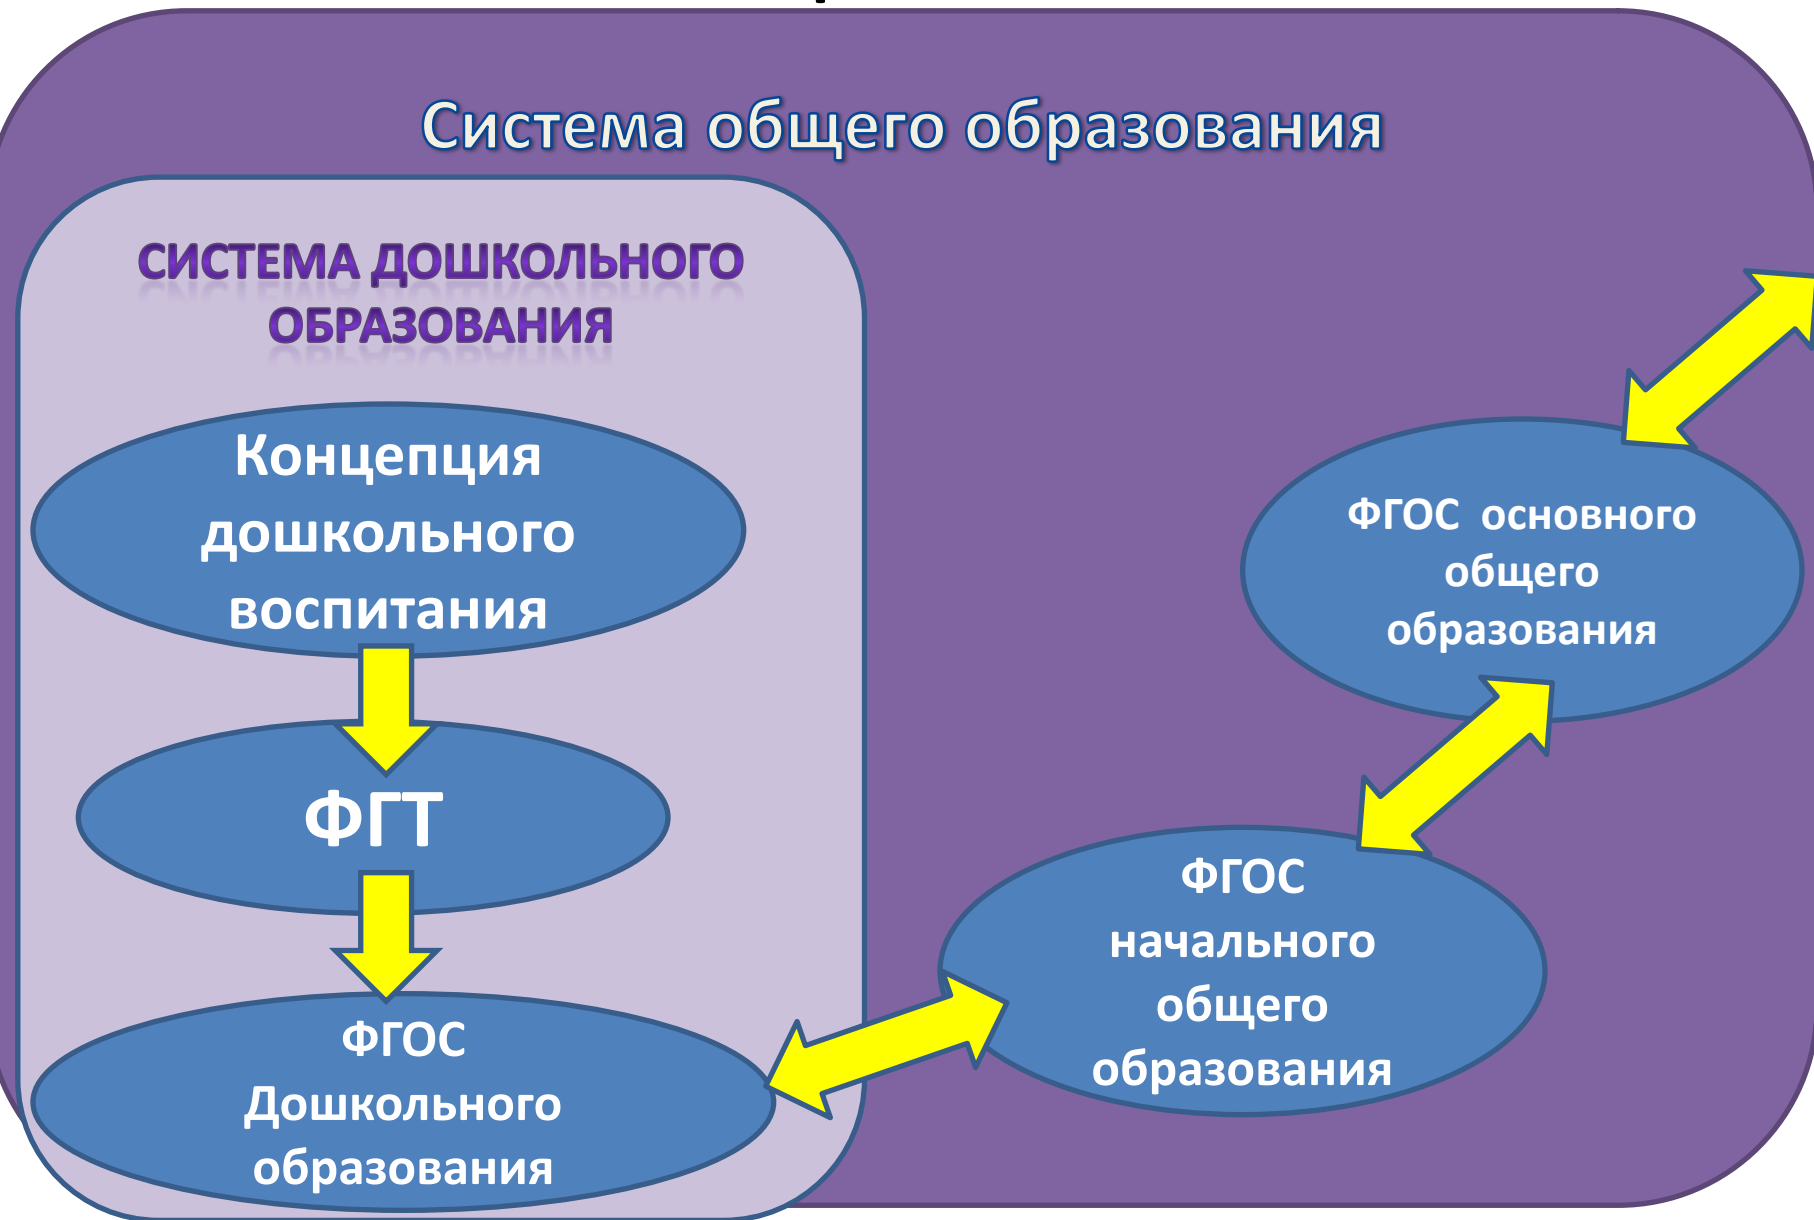 Система общего образования
СИСТЕМА ДОШКОЛЬНОГО
ОБРАЗОВАНИЯ
Концепция
дошкольного
воспитания
ФГТ
ФГОС
Дошкольного
образования
ФГОС
начального
общего
образования
ФГОС основного
общего
образования